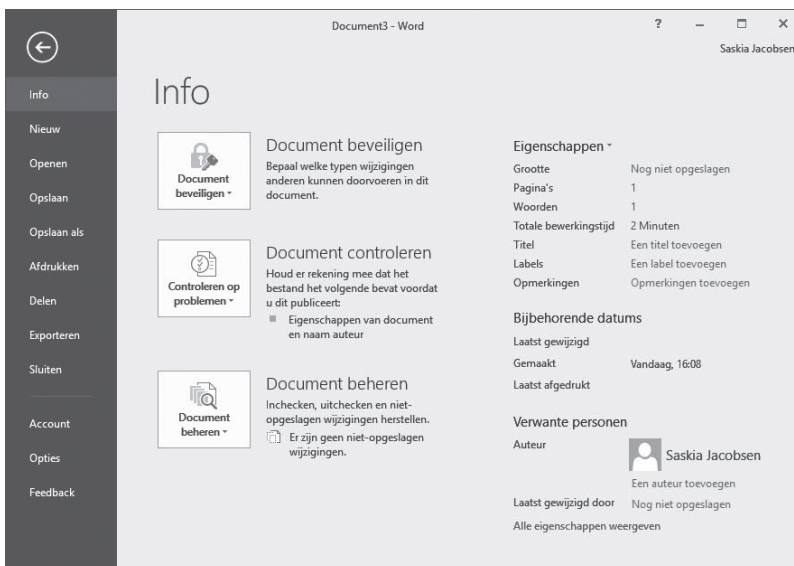 Document3 - Word
?
Saskia Jacobsen
Info
Nieuw
Openen
Opslaan
Opslaan als
Afdrukken
Delen
Exporteren
Sluiten
Account
Opties
Feedback
Info
Document
beveiligen
Document beveiligen
Bepaal welke typen wijzigingen
anderen kunnen doorvoeren in dit
document.
Controleren op
problemen
Document controleren
Houd er rekening mee dat het
bestand het volgende bevat voordat
u dit publiceert:
Eigenschappen van document
en naam auteur
Document
beheren
Document beheren
Inchecken, uitchecken en niet-
opgeslagen wijzigingen herstellen.
Er zijn geen niet-opgeslagen
wijzigingen.
Eigenschappen
Grootte Nog niet opgeslagen
Pagina's 1
Woorden 1
Totale bewerkingstijd 2 Minuten
Titel Een titel toevoegen
Labels Een label toevoegen
Opmerkingen Opmerkingen toevoegen
Bijbehorende datums
Laatst gewijzigd
Gemaakt Vandaag, 16:08
Laatst afgedrukt
Verwante personen
Auteur Saskia Jacobsen
Een auteur toevoegen
Laatst gewijzigd door Nog niet opgeslagen
Alle eigenschappen weergeven